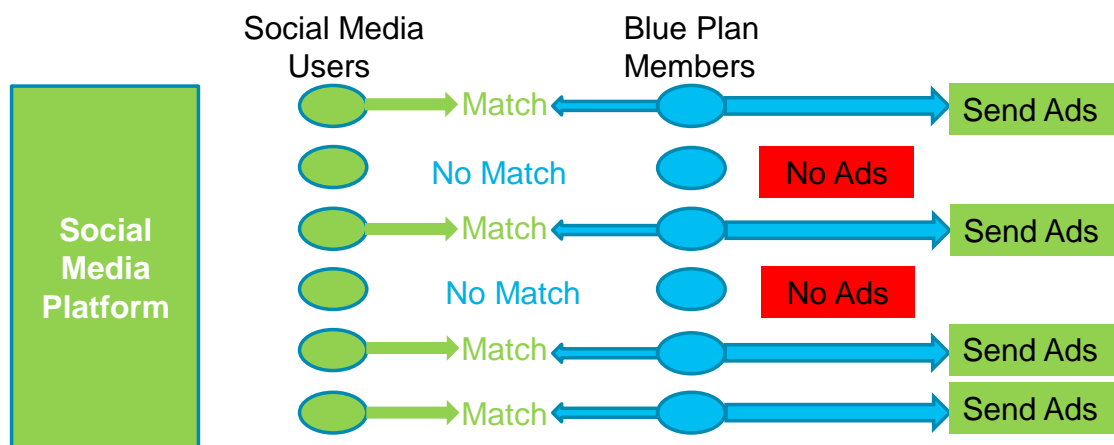 Social Media
Users
Blue Plan
Members
Match
Send Ads
No Match
No Ads
Match
Send Ads
Social
Media
Platform
No Match
No Ads
Match
Send Ads
Match
Send Ads